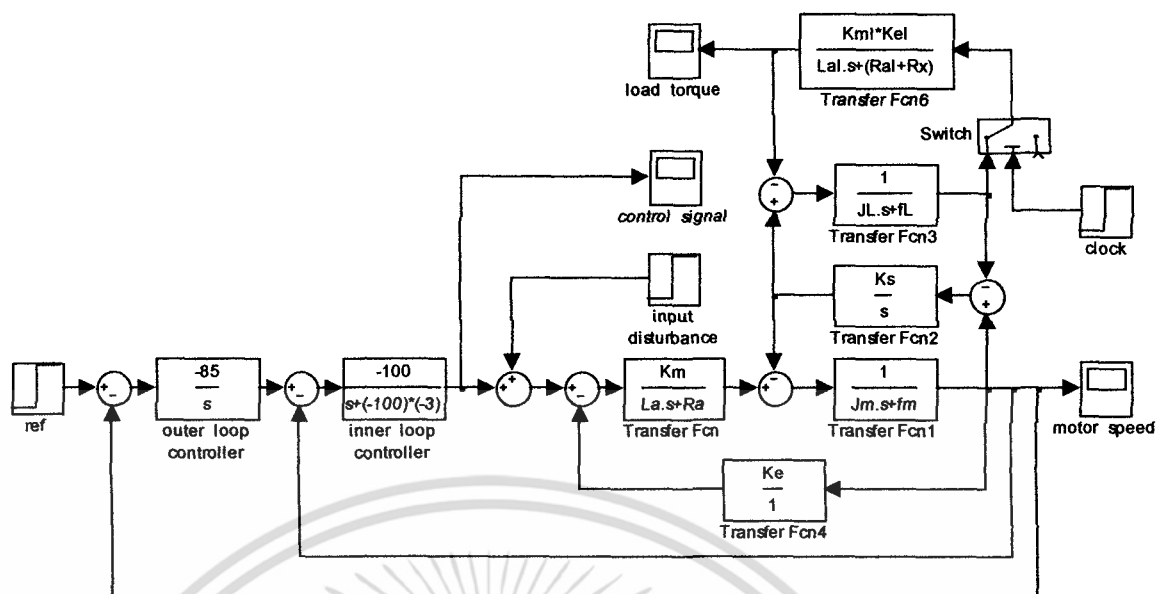 Kml*Kel
Lal.s+(Ral+Rx)
Transfer Fcn6
load torque
Switch
control signal
1
JL.s+fL
Transfer Fcn3
clock
input
disturbance
Ks
s
Transfer Fcn2
ref
-85
s
outer loop
controller
-100
s+(-100)*(-3)
inner loop
controller
Km
La.s+Ra
Transfer Fcn
1
Jm.s+fm
Transfer Fcn1
motor speed
Ke
1
Transfer Fcn4